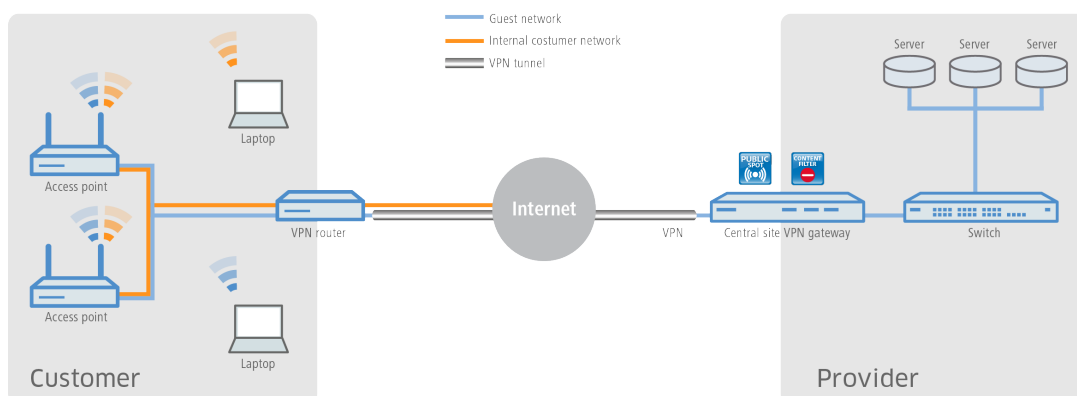 Guest network
Internal costumer network
VPN tunnel
Server
Server
Server
Laptop
Access point
PUBLIC
SPOT
CONTENT
FILTER
Internet
VPN router
VPN
Central site VPN gateway
Switch
Access point
Laptop
Customer
Provider